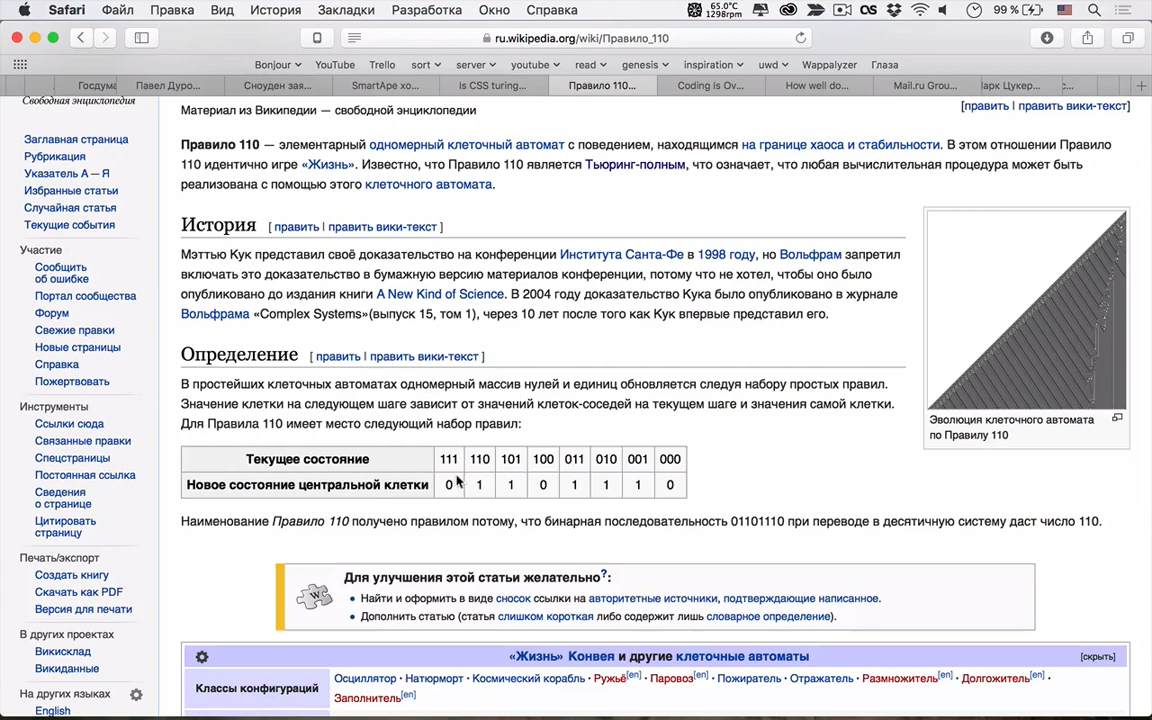 Safari Файл Правка Вид История Закладки Разработка Окно Справка 65.0°C 1298rpm 99 %
ru.wikipedia.org/wiki/Правило_110
Bonjour YouTube Trello sort server youtube read genesis inspiration uwd Wappalyzer Глаза
Госдума Павел Дуро... Сноуден зая... SmartApe хо... Is CSS turing... Правило 110... Coding Is Ov... How well do... Mail.ru Grou... арк Цукер... с...
Свободная энциклопедия
Заглавная страница
Рубрикация
Указатель А — Я
Избранные статьи
Случайная статья
Текущие события
Участие
Сообщить
об ошибке
Портал сообщества
Форум
Свежие правки
Новые страницы
Справка
Пожертвовать
Инструменты
Ссылки сюда
Связанные правки
Спецстраницы
Постоянная ссылка
Сведения
о странице
Цитировать
страницу
Печать/экспорт
Создать книгу
Скачать как PDF
Версия для печати
В других проектах
Викисклад
Викиданные
На других языках
English
Материал из Википедии — свободной энциклопедии
[править | править вики-текст]
Правило 110 — элементарный одномерный клеточный автомат с поведением, находящимся на границе хаоса и стабильности. В этом отношении Правило
110 идентично игре «Жизнь». Известно, что Правило 110 является Тьюринг-полным, что означает, что любая вычислительная процедура может быть
реализована с помощью этого клеточного автомата.
История [ править | править вики-текст ]
Мэттью Кук представил своё доказательство на конференции Института Санта-Фе в 1998 году, но Вольфрам запретил
включать это доказательство в бумажную версию материалов конференции, потому что не хотел, чтобы оно было
опубликовано до издания книги A New Kind of Science. В 2004 году доказательство Кука было опубликовано в журнале
Вольфрама «Complex Systems»(выпуск 15, том 1), через 10 лет после того как Кук впервые представил его.
Эволюция клеточного автомата
по Правилу 110
Определение [ править | править вики-текст ]
В простейших клеточных автоматах одномерный массив нулей и единиц обновляется следуя набору простых правил.
Значение клетки на следующем шаге зависит от значений клеток-соседей на текущем шаге и значения самой клетки.
Для Правила 110 имеет место следующий набор правил:
Текущее состояние 111 110 101 100 011 010 001 000
Новое состояние центральной клетки 0 1 1 0 1 1 1 0
Наименование Правило 110 получено правилом потому, что бинарная последовательность 01101110 при переводе в десятичную систему даст число 110.
Для улучшения этой статьи желательно?:
• Найти и оформить в виде сносок ссылки на авторитетные источники, подтверждающие написанное.
• Дополнить статью (статья слишком короткая либо содержит лишь словарное определение).
«Жизнь» Конвея и другие клеточные автоматы [скрыть]
Классы конфигураций
Осциллятор · Натюрморт · Космический корабль · Ружьё[en] · Паровоз[en] · Пожиратель · Отражатель · Размножитель[en] · Долгожитель[en] ·
Заполнитель[en]